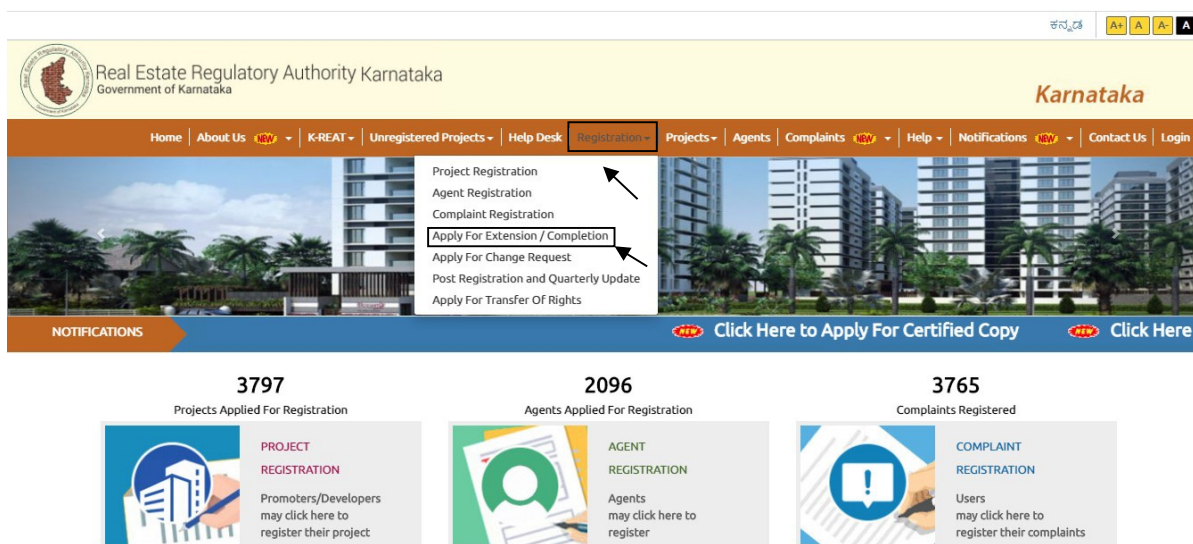 ಕನ್ನಡ A+ A A- A
Real Estate Regulatory Authority Karnataka
Government of Karnataka
Karnataka
Home About Us NEW K-REAT Unregistered Projects Help Desk Registration Projects Agents Complaints NEW Help Notifications NEW Contact Us Login
Project Registration
Agent Registration
Complaint Registration
Apply For Extension / Completion
Apply For Change Request
Post Registration and Quarterly Update
Apply For Transfer Of Rights
NOTIFICATIONS NEW Click Here to Apply For Certified Copy NEW Click Here
3797 2096 3765
Projects Applied For Registration Agents Applied For Registration Complaints Registered
PROJECT
REGISTRATION
Promoters/Developers
may click here to
register their project
AGENT
REGISTRATION
Agents
may click here to
register
COMPLAINT
REGISTRATION
Users
may click here to
register their complaints